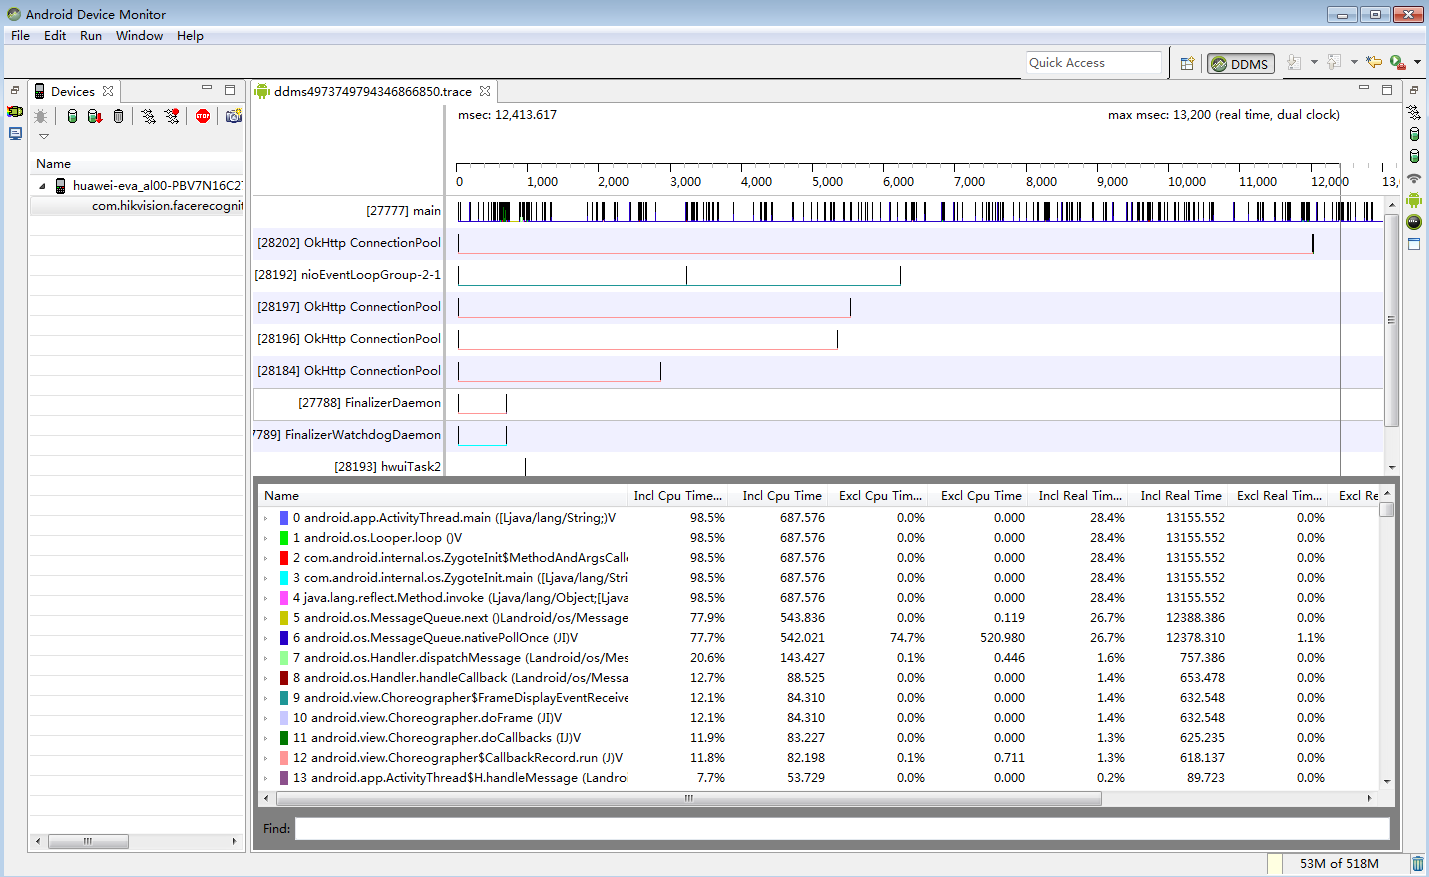 Android Device Monitor
File Edit Run Window Help
Quick Access
DDMS
Devices
ddms4973749794346866850.trace
STOP
Name
huawei-eva_al00-PBV7N16C2
com.hikvision.facerecognit
msec: 12,413.617
max msec: 13,200 (real time, dual clock)
0 1,000 2,000 3,000 4,000 5,000 6,000 7,000 8,000 9,000 10,000 11,000 12,000 13,
[27777] main
[28202] OkHttp ConnectionPool
[28192] nioEventLoopGroup-2-1
[28197] OkHttp ConnectionPool
[28196] OkHttp ConnectionPool
[28184] OkHttp ConnectionPool
[27788] FinalizerDaemon
7789] FinalizerWatchdogDaemon
[28193] hwuiTask2
Name Incl Cpu Time... Incl Cpu Time Excl Cpu Tim... Excl Cpu Time Incl Real Tim... Incl Real Time Excl Real Tim... Excl Re
0 android.app.ActivityThread.main ([Ljava/lang/String;)V 98.5% 687.576 0.0% 0.000 28.4% 13155.552 0.0%
1 android.os.Looper.loop ()V 98.5% 687.576 0.0% 0.000 28.4% 13155.552 0.0%
2 com.android.internal.os.ZygoteInit$MethodAndArgsCalle 98.5% 687.576 0.0% 0.000 28.4% 13155.552 0.0%
3 com.android.internal.os.ZygoteInit.main ([Ljava/lang/Stri 98.5% 687.576 0.0% 0.000 28.4% 13155.552 0.0%
4 java.lang.reflect.Method.invoke (Ljava/lang/Object;[Ljava 98.5% 687.576 0.0% 0.000 28.4% 13155.552 0.0%
5 android.os.MessageQueue.next ()Landroid/os/Message 77.9% 543.836 0.0% 0.119 26.7% 12388.386 0.0%
6 android.os.MessageQueue.nativePollOnce (JI)V 77.7% 542.021 74.7% 520.980 26.7% 12378.310 1.1%
7 android.os.Handler.dispatchMessage (Landroid/os/Mes 20.6% 143.427 0.1% 0.446 1.6% 757.386 0.0%
8 android.os.Handler.handleCallback (Landroid/os/Messa 12.7% 88.525 0.0% 0.000 1.4% 653.478 0.0%
9 android.view.Choreographer$FrameDisplayEventReceive 12.1% 84.310 0.0% 0.000 1.4% 632.548 0.0%
10 android.view.Choreographer.doFrame (JI)V 12.1% 84.310 0.0% 0.000 1.4% 632.548 0.0%
11 android.view.Choreographer.doCallbacks (IJ)V 11.9% 83.227 0.0% 0.000 1.3% 625.235 0.0%
12 android.view.Choreographer$CallbackRecord.run (J)V 11.8% 82.198 0.1% 0.711 1.3% 618.137 0.0%
13 android.app.ActivityThread$H.handleMessage (Landro 7.7% 53.729 0.0% 0.000 0.2% 89.723 0.0%
Find:
53M of 518M